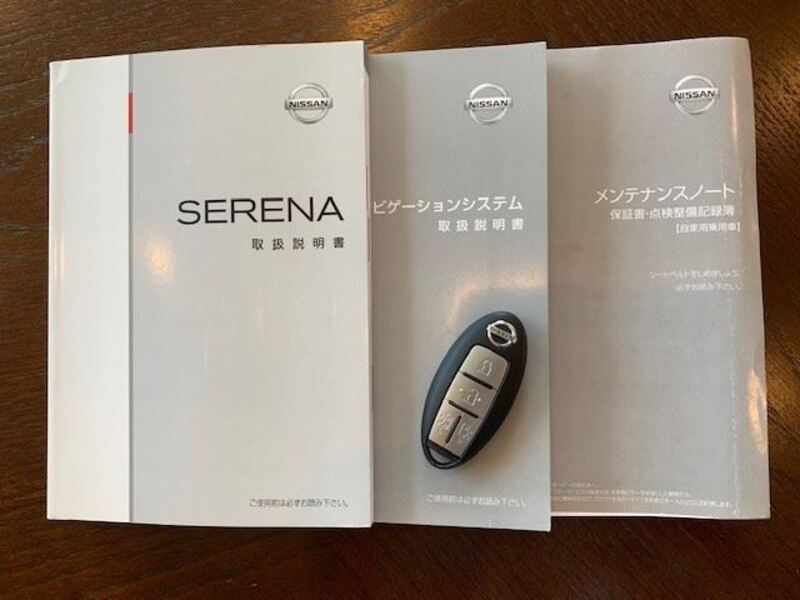 NISSAN
SERENA
取扱説明書
ご使用前は必ずお読み下さい。
NISSAN
ビゲーションシステム
取扱説明書
ご使用前は必ずお読み下さい。
NISSAN
メンテナンスノート
保証書・点検整備記録簿
【自家用乗用車】
シートベルトをしめましょう。
必ずお読み下さい。
NISSAN